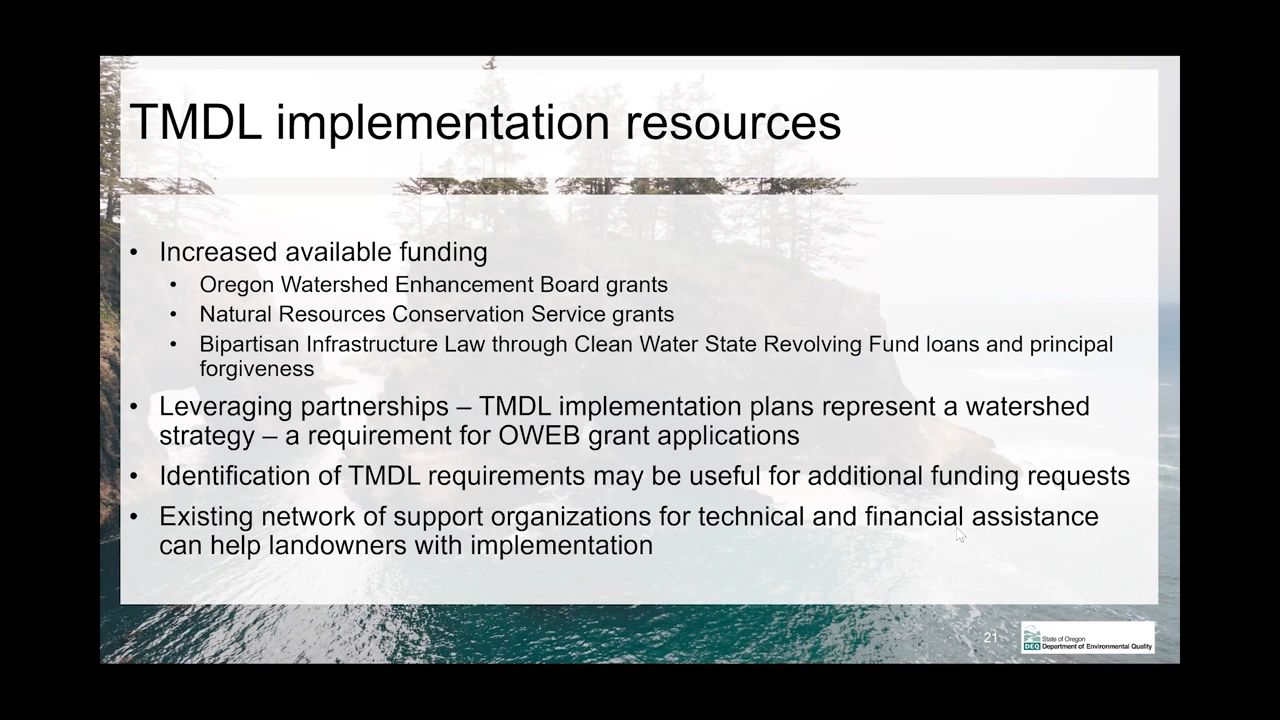 TMDL implementation resources
• Increased available funding
• Oregon Watershed Enhancement Board grants
• Natural Resources Conservation Service grants
• Bipartisan Infrastructure Law through Clean Water State Revolving Fund loans and principal
forgiveness
• Leveraging partnerships – TMDL implementation plans represent a watershed
strategy – a requirement for OWEB grant applications
• Identification of TMDL requirements may be useful for additional funding requests
• Existing network of support organizations for technical and financial assistance
can help landowners with implementation
21
State of Oregon
DEQ Department of Environmental Quality